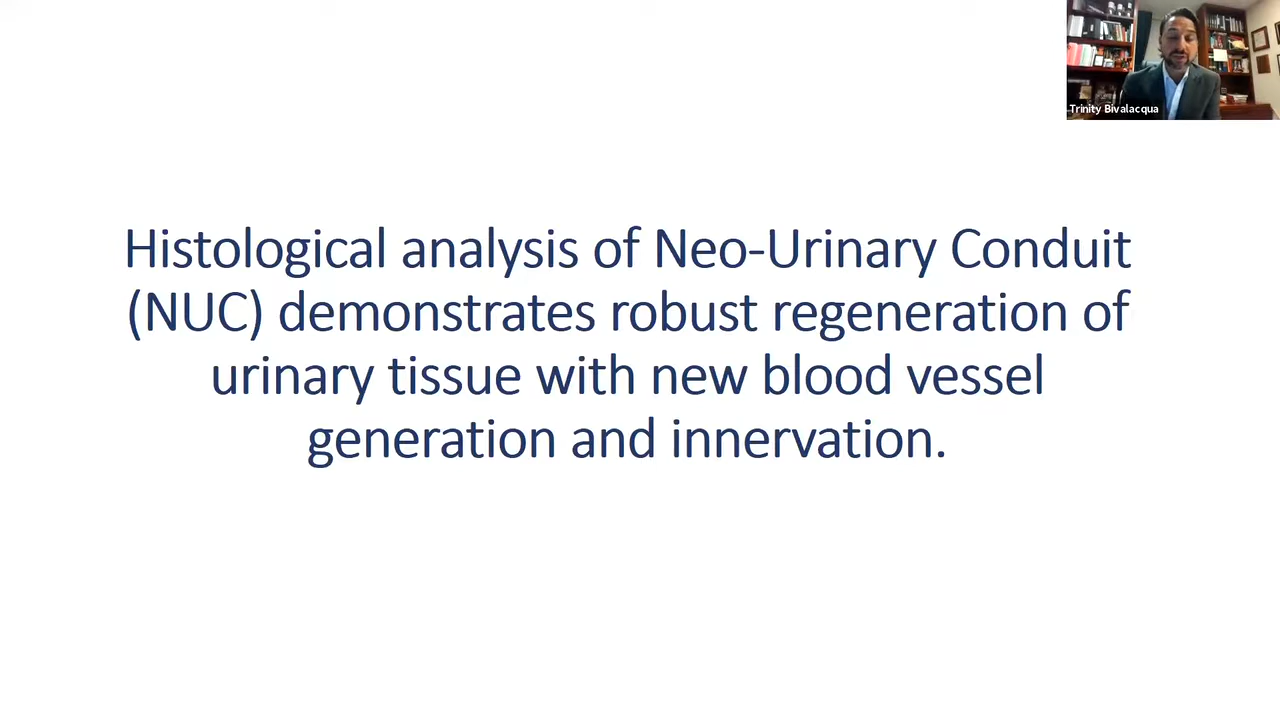 Trinity Bivalacqua
Histological analysis of Neo-Urinary Conduit
(NUC) demonstrates robust regeneration of
urinary tissue with new blood vessel
generation and innervation.